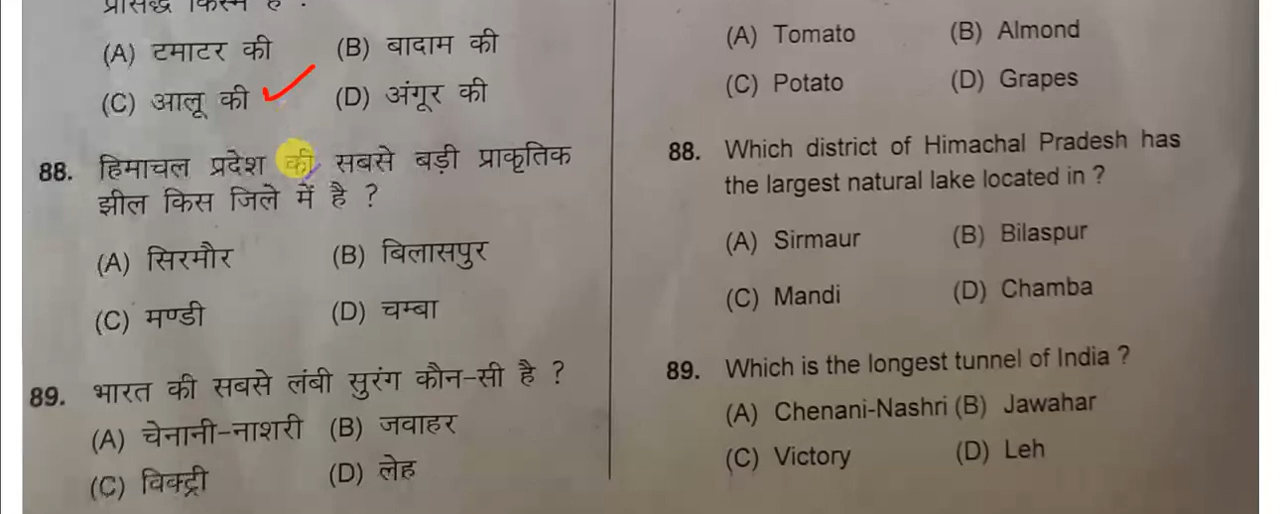 प्रसिद्ध किस्म है :
(A) टमाटर की (B) बादाम की
(C) आलू की (D) अंगूर की
88. हिमाचल प्रदेश की सबसे बड़ी प्राकृतिक
झील किस जिले में है ?
(A) सिरमौर (B) बिलासपुर
(C) मण्डी (D) चम्बा
89. भारत की सबसे लंबी सुरंग कौन-सी है ?
(A) चेनानी-नाशरी (B) जवाहर
(C) विक्ट्री (D) लेह
(A) Tomato (B) Almond
(C) Potato (D) Grapes
88. Which district of Himachal Pradesh has
the largest natural lake located in ?
(A) Sirmaur (B) Bilaspur
(C) Mandi (D) Chamba
89. Which is the longest tunnel of India ?
(A) Chenani-Nashri (B) Jawahar
(C) Victory (D) Leh